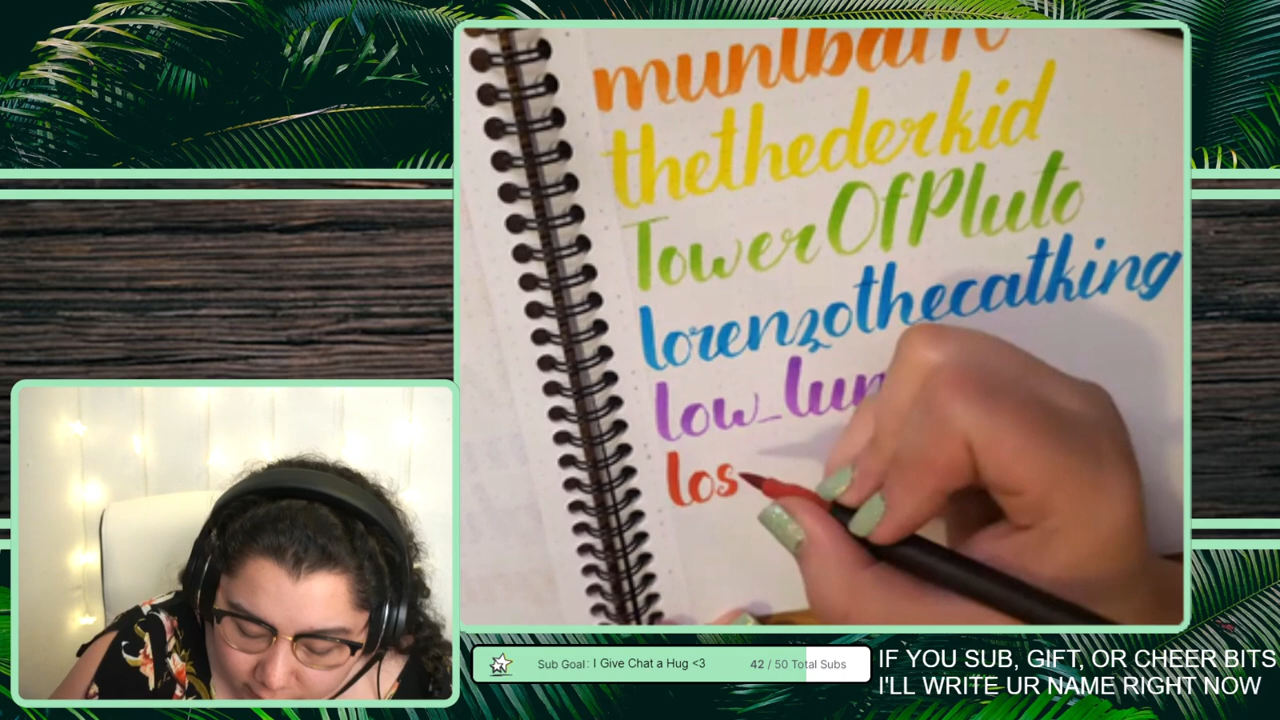 thethederkid
TowerOfPluto
lorenzothecatking
los
Sub Goal: I Give Chat a Hug <3
42 / 50 Total Subs
IF YOU SUB, GIFT, OR CHEER BITS
I'LL WRITE UR NAME RIGHT NOW